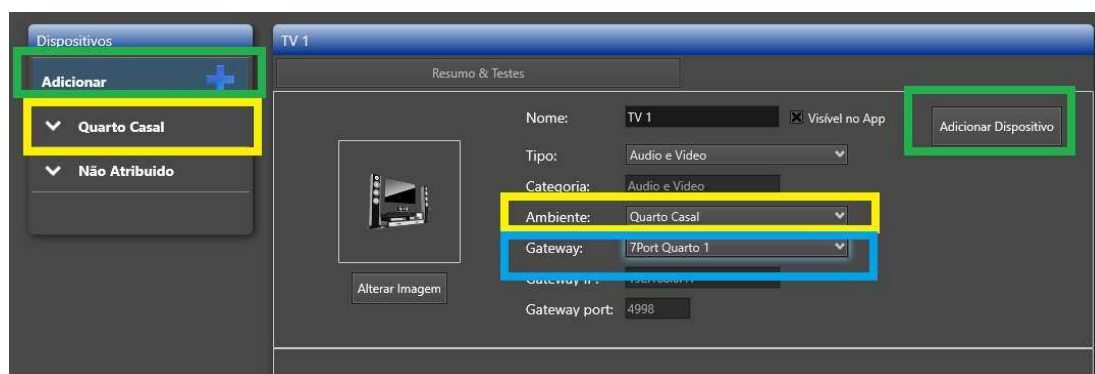 Dispositivos
Adicionar
Quarto Casal
Não Atribuido
TV 1
Resumo & Testes
Nome: TV 1 Visível no App
Adicionar Dispositivo
Tipo: Audio e Video
Categoria: Audio e Video
Ambiente: Quarto Casal
Gateway: 7Port Quarto 1
Alterar Imagem
Gateway
Gateway port: 4998